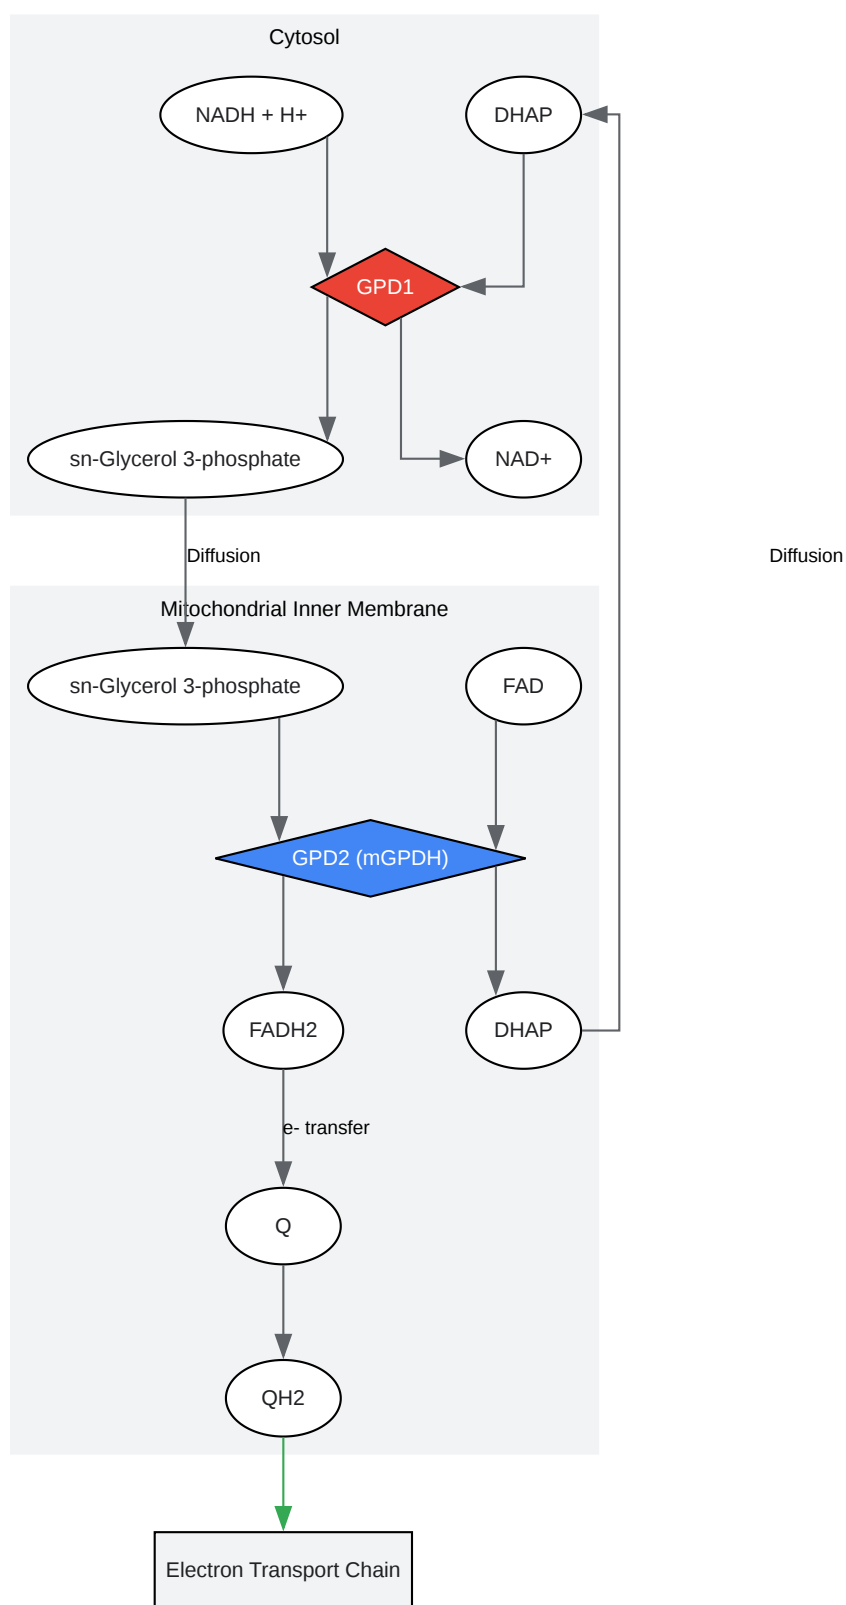 Cytosol
NADH + H+
DHAP
GPD1
sn-Glycerol 3-phosphate
NAD+
Diffusion
Diffusion
Mitochondrial Inner Membrane
sn-Glycerol 3-phosphate
FAD
GPD2 (mGPDH)
FADH2
DHAP
e- transfer
Q
QH2
Electron Transport Chain